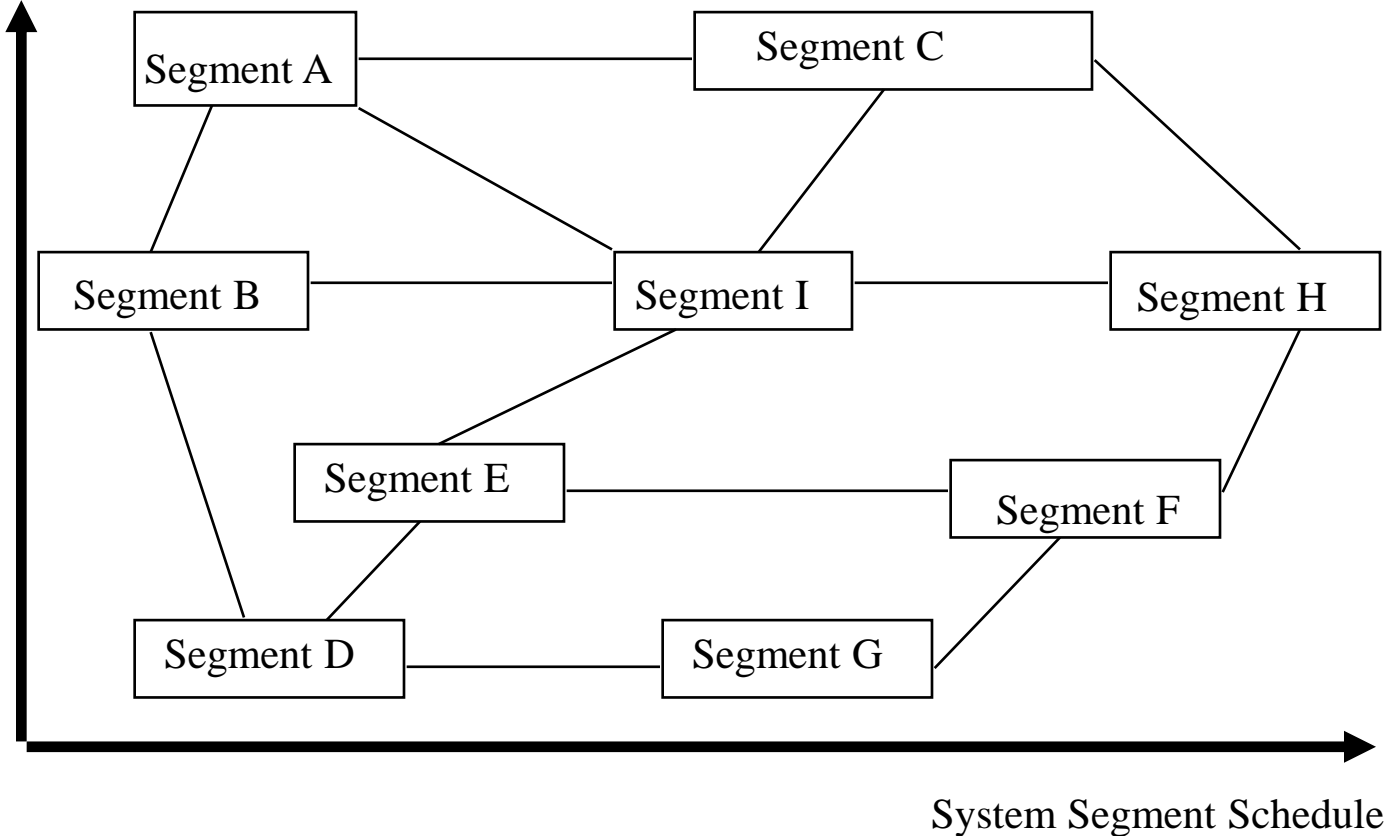 Segment A
Segment C
Segment B
Segment I
Segment H
Segment E
Segment F
Segment D
Segment G
System Segment Schedule